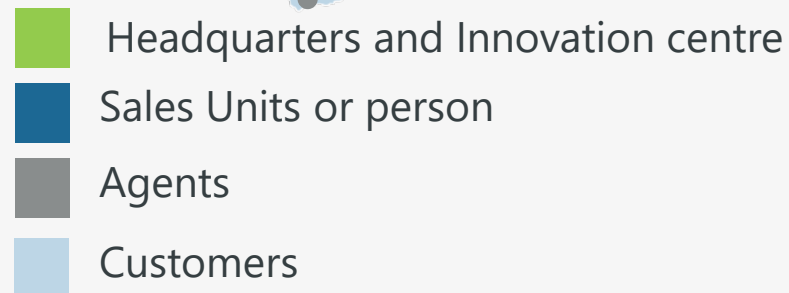 Headquarters and Innovation centre
Sales Units or person
Agents
Customers